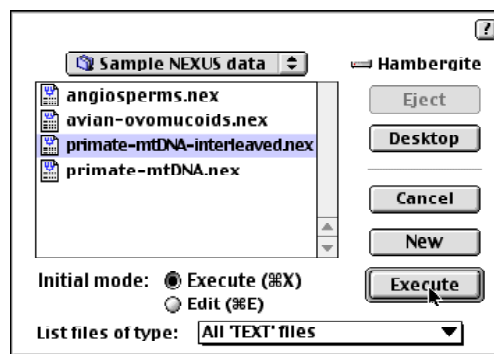 ?
Sample NEXUS data
Hambergite
angiosperms.nex
avian-ovomucoids.nex
primate-mtDNA-interleaved.nex
primate-mtDNA.nex
Eject
Desktop
Cancel
New
Execute
Initial mode: Execute (⌘X)
Edit (⌘E)
List files of type: All 'TEXT' files